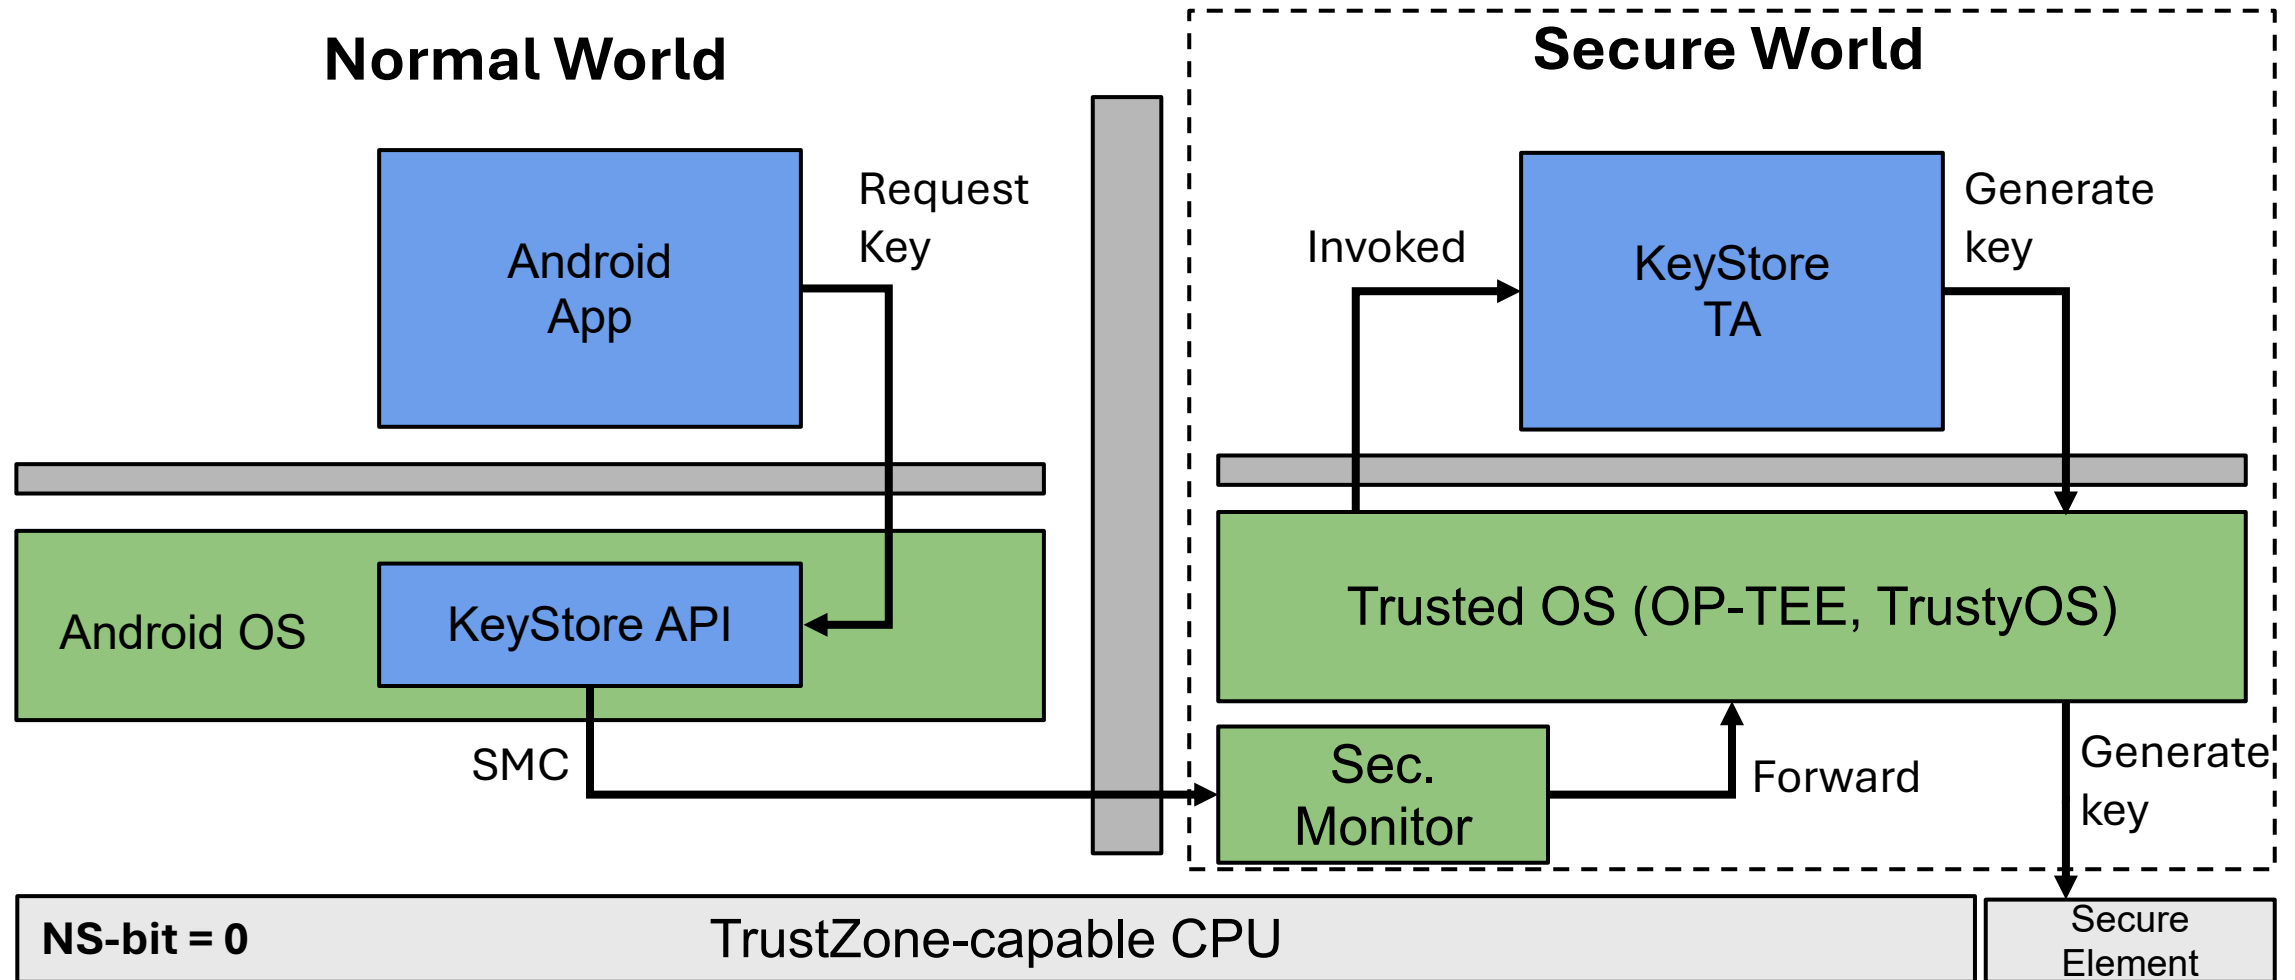 Normal World
Secure World
Android
App
Request
Key
Invoked
KeyStore
TA
Generate
key
Android OS
KeyStore API
Trusted OS (OP-TEE, TrustyOS)
SMC
Sec.
Monitor
Forward
Generate
key
NS-bit = 0
TrustZone-capable CPU
Secure
Element